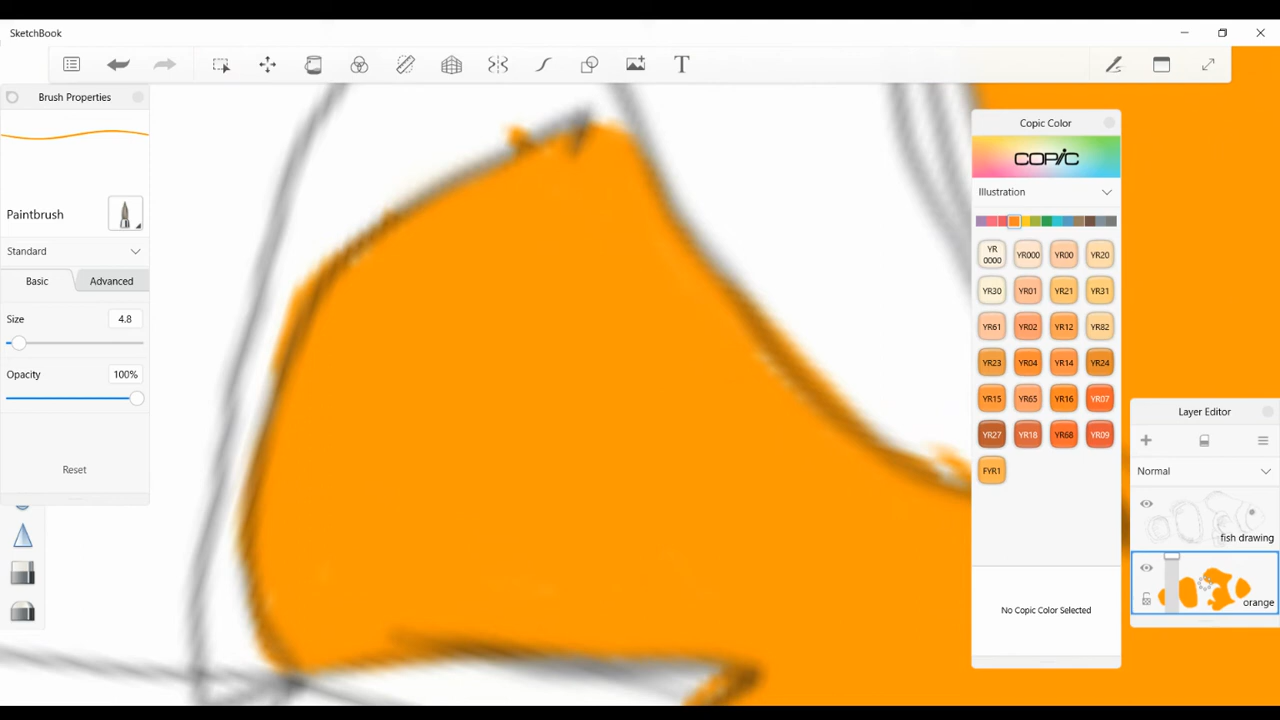 SketchBook
T
Brush Properties
Paintbrush
Standard
Basic Advanced
Size 4.8
Opacity 100%
Reset
Copic Color
COPIC
Illustration
YR0000 YR000 YR00 YR20
YR30 YR01 YR21 YR31
YR61 YR02 YR12 YR82
YR23 YR04 YR14 YR24
YR15 YR65 YR16 YR07
YR27 YR18 YR68 YR09
FYR1
No Copic Color Selected
Layer Editor
Normal
fish drawing
orange